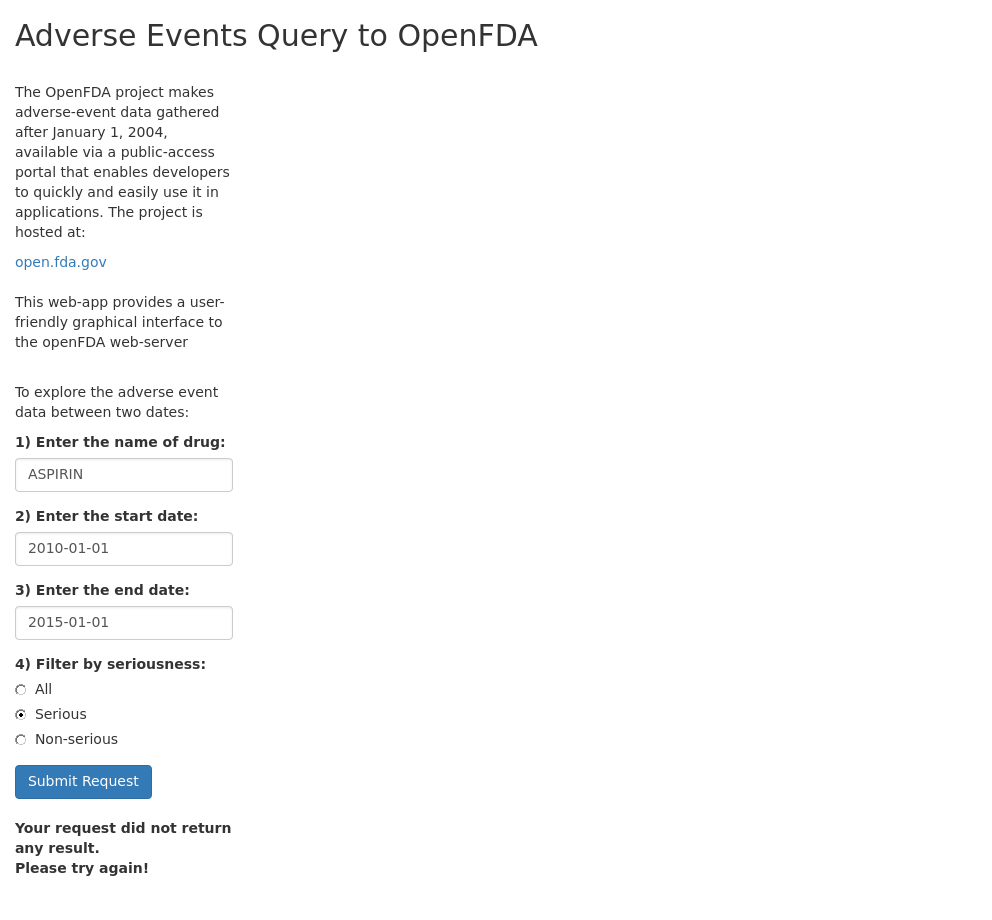 Adverse Events Query to OpenFDA
The OpenFDA project makes
adverse-event data gathered
after January 1, 2004,
available via a public-access
portal that enables developers
to quickly and easily use it in
applications. The project is
hosted at:
open.fda.gov
This web-app provides a user-
friendly graphical interface to
the openFDA web-server
To explore the adverse event
data between two dates:
1) Enter the name of drug:
ASPIRIN
2) Enter the start date:
2010-01-01
3) Enter the end date:
2015-01-01
4) Filter by seriousness:
All
Serious
Non-serious
Submit Request
Your request did not return
any result.
Please try again!